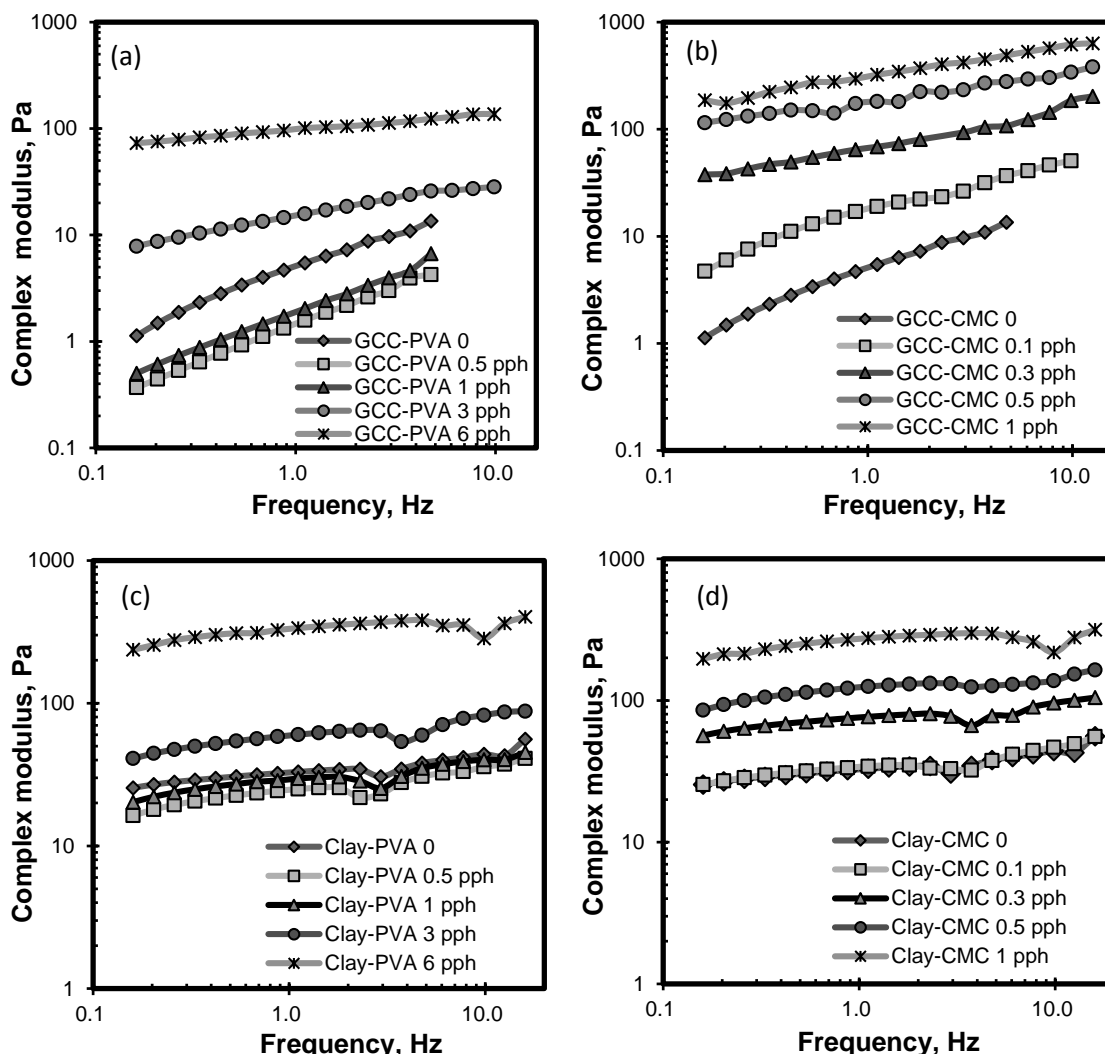 (a)
Complex modulus, Pa
1000
100
10
1
0.1
0.1
1.0
10.0
Frequency, Hz
GCC-PVA 0
GCC-PVA 0.5 pph
GCC-PVA 1 pph
GCC-PVA 3 pph
GCC-PVA 6 pph
(b)
Complex modulus, Pa
1000
100
10
1
0.1
0.1
1.0
10.0
Frequency, Hz
GCC-CMC 0
GCC-CMC 0.1 pph
GCC-CMC 0.3 pph
GCC-CMC 0.5 pph
GCC-CMC 1 pph
(c)
Complex modulus, Pa
1000
100
10
1
0.1
1.0
10.0
Frequency, Hz
Clay-PVA 0
Clay-PVA 0.5 pph
Clay-PVA 1 pph
Clay-PVA 3 pph
Clay-PVA 6 pph
(d)
Complex modulus, Pa
1000
100
10
1
0.1
1.0
10.0
Frequency, Hz
Clay-CMC 0
Clay-CMC 0.1 pph
Clay-CMC 0.3 pph
Clay-CMC 0.5 pph
Clay-CMC 1 pph